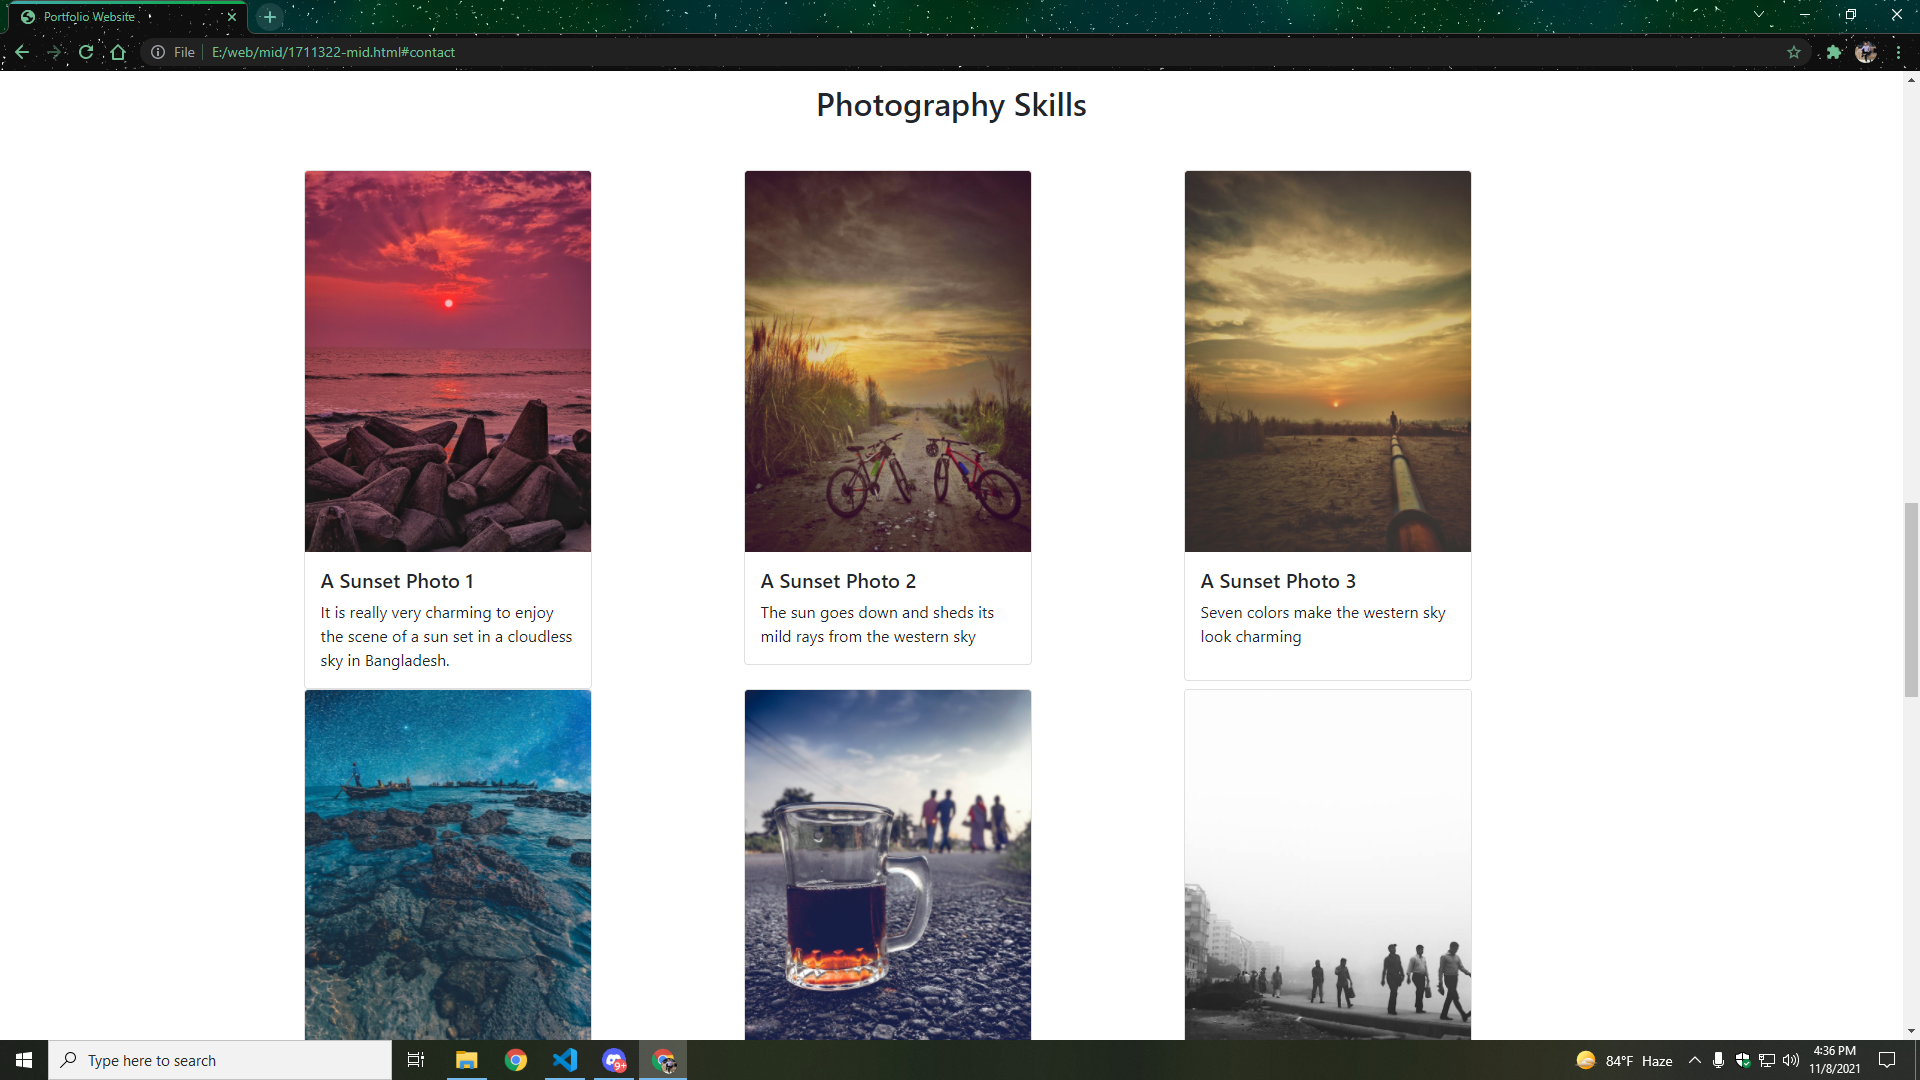 Portfolio Website
File
E:/web/mid/1711322-mid.html#contact
Photography Skills
A Sunset Photo 1
It is really very charming to enjoy
the scene of a sun set in a cloudless
sky in Bangladesh.
A Sunset Photo 2
The sun goes down and sheds its
mild rays from the western sky
A Sunset Photo 3
Seven colors make the western sky
look charming
Type here to search
9+
84°F Haze
4:36 PM
11/8/2021